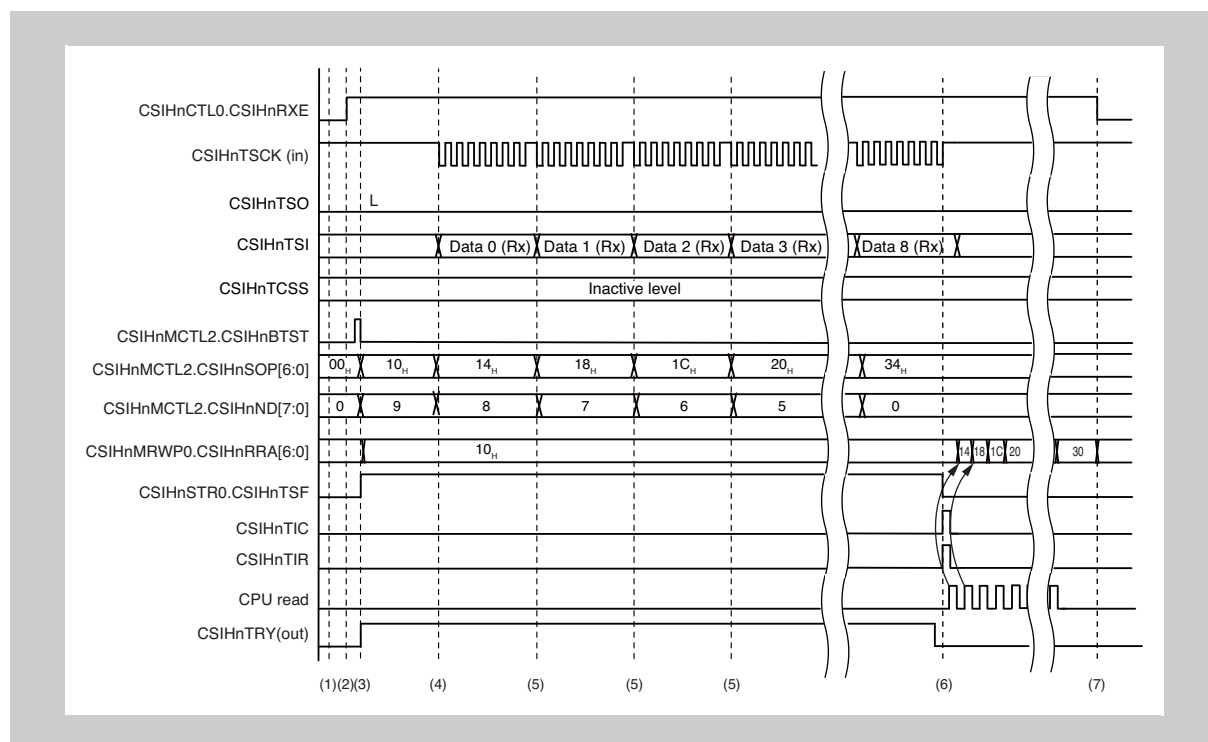 CSIHnCTL0.CSIHnRXE
CSIHnTSCK (in)
CSIHnTSO L
CSIHnTSI Data 0 (Rx) Data 1 (Rx) Data 2 (Rx) Data 3 (Rx) Data 8 (Rx)
CSIHnTCSS Inactive level
CSIHnMCTL2.CSIHnBTST
CSIHnMCTL2.CSIHnSOP[6:0] 00H 10H 14H 18H 1CH 20H 34H
CSIHnMCTL2.CSIHnND[7:0] 0 9 8 7 6 5 0
CSIHnMRWP0.CSIHnRRA[6:0] 10H 14 18 1C 20 30
CSIHnSTR0.CSIHnTSF
CSIHnTIC
CSIHnTIR
CPU read
CSIHnTRY(out)
(1)(2)(3) (4) (5) (5) (5) (6) (7)